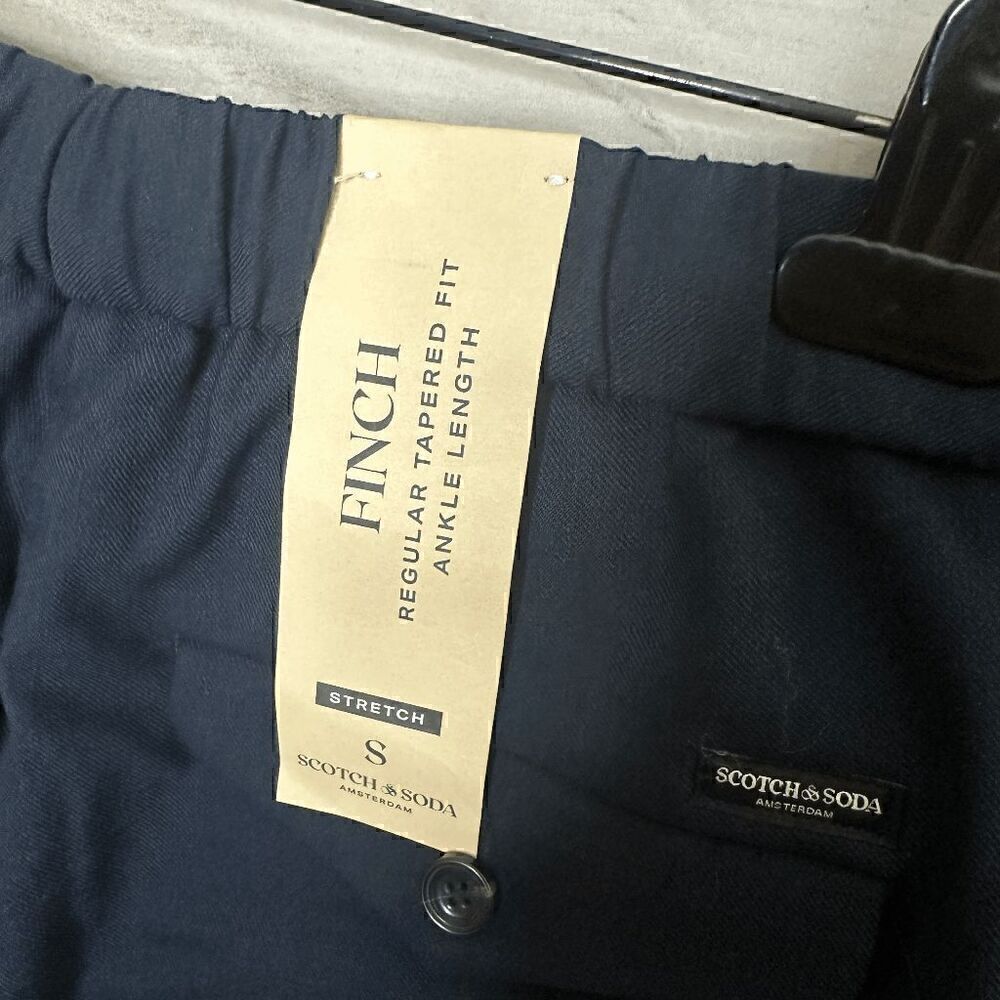 FINCH
REGULAR TAPERED FIT
ANKLE LENGTH
STRETCH
S
SCOTCH & SODA
AMSTERDAM
SCOTCH & SODA
AMSTERDAM